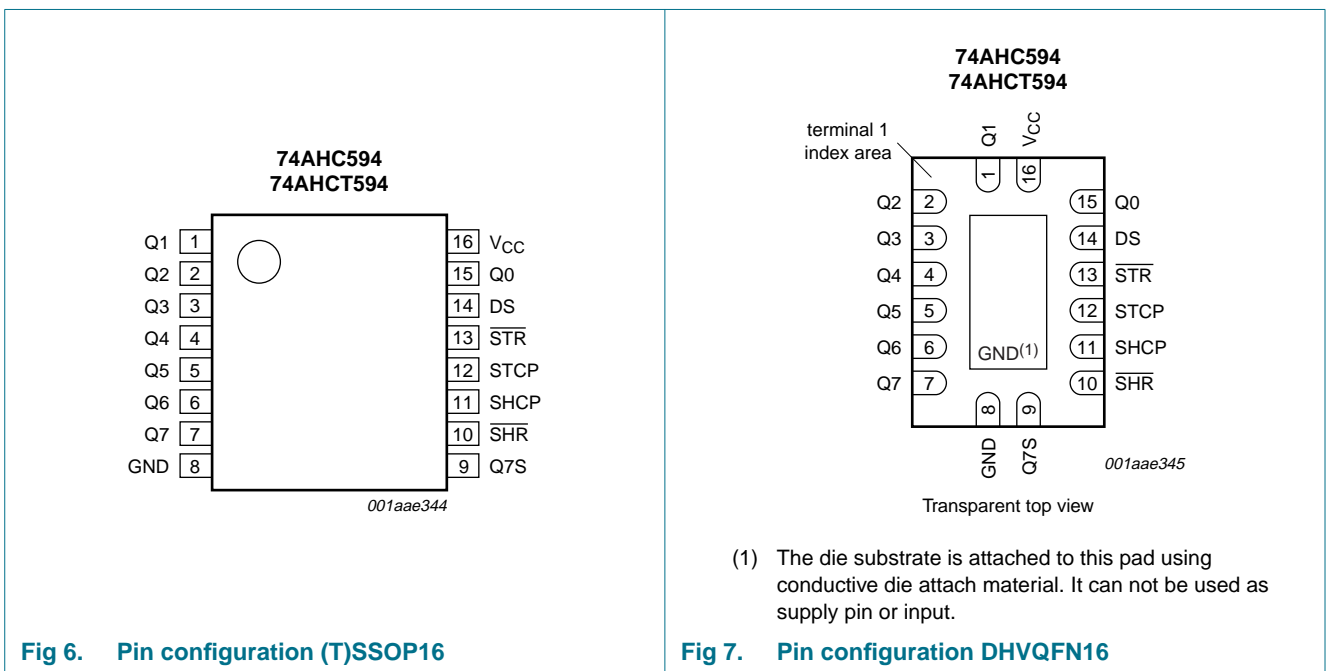 74AHC594
74AHCT594
Q1 1
Q2 2
Q3 3
Q4 4
Q5 5
Q6 6
Q7 7
GND 8
16 VCC
15 Q0
14 DS
13 STR
12 STCP
11 SHCP
10 SHR
9 Q7S
001aae344
Fig 6. Pin configuration (T)SSOP16
74AHC594
74AHCT594
terminal 1
index area
Q1 VCC
1 16
Q2 2
Q3 3
Q4 4
Q5 5
Q6 6
Q7 7
15 Q0
14 DS
13 STR
12 STCP
11 SHCP
10 SHR
GND(1)
8 9
GND Q7S
001aae345
Transparent top view
(1) The die substrate is attached to this pad using
conductive die attach material. It can not be used as
supply pin or input.
Fig 7. Pin configuration DHVQFN16